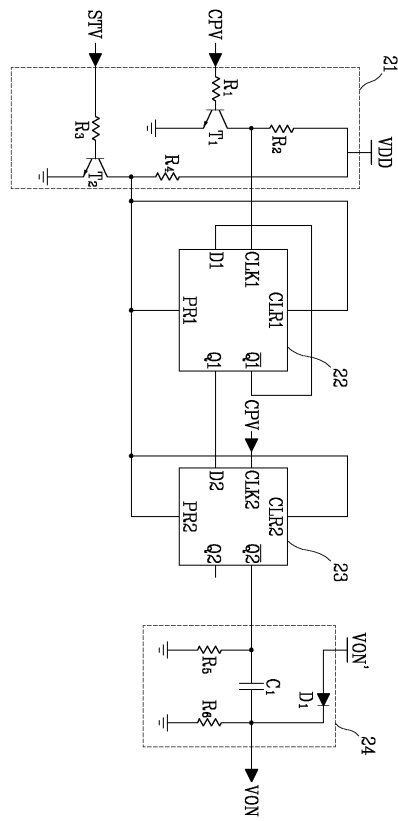 STV
CPV
21
R1
R3
T1
R2
T2
R4
VDD
D1
CLK1
CLR1
PR1
Q1
Q1
22
CPV
D2
CLK2
CLR2
PR2
Q2
Q2
23
VON'
R5
C1
D1
R6
24
VON